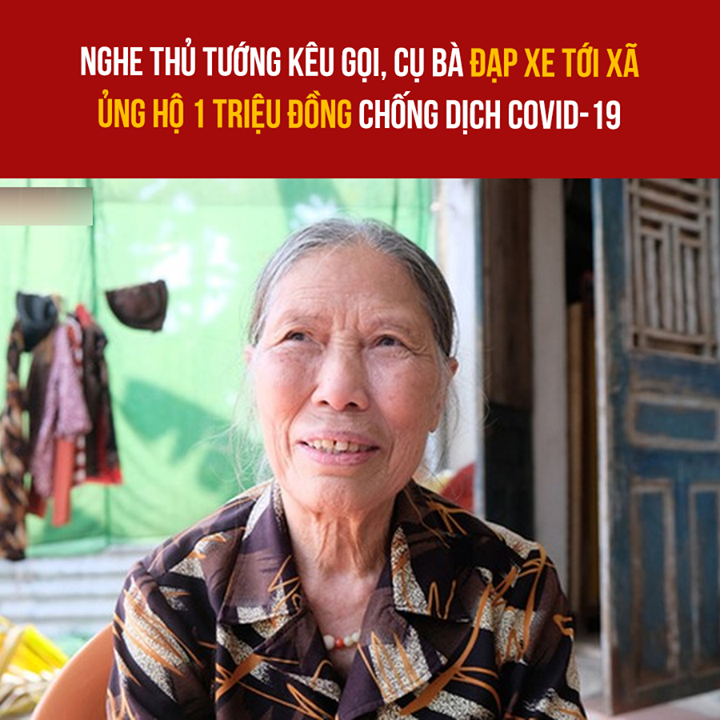 NGHE THỦ TƯỚNG KÊU GỌI, CỤ BÀ ĐẠP XE TỚI XÃ
ỦNG HỘ 1 TRIỆU ĐỒNG CHỐNG DỊCH COVID-19